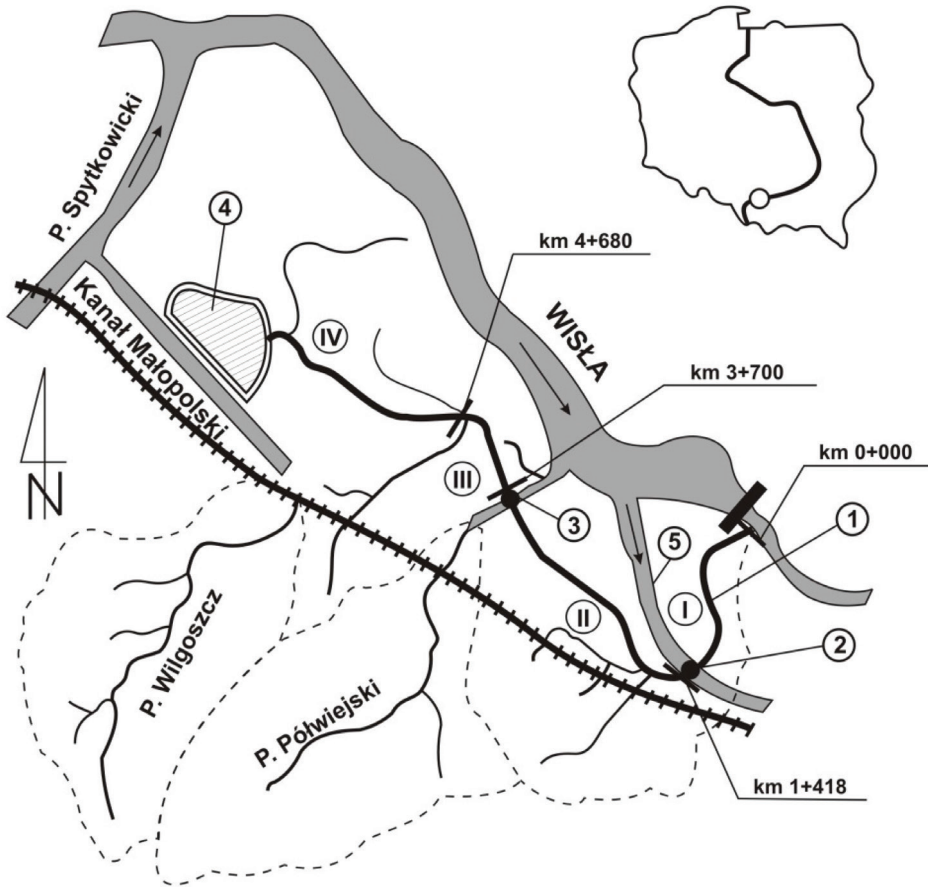 P. Spytkowicki
4
km 4+680
Kanał Małopolski
IV
WISŁA
km 3+700
km 0+000
N
III
3
1
5
I
II
2
P. Wilgoszcz
P. Półwiejski
km 1+418